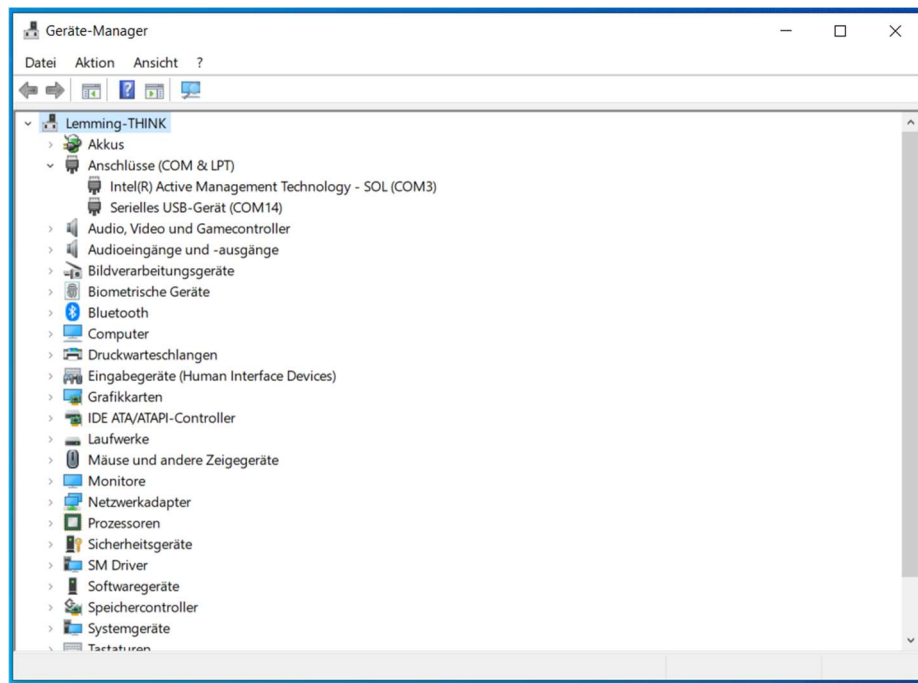 Geräte-Manager
Datei Aktion Ansicht ?
Lemming-THINK
Akkus
Anschlüsse (COM & LPT)
Intel(R) Active Management Technology - SOL (COM3)
Serielles USB-Gerät (COM14)
Audio, Video und Gamecontroller
Audioeingänge und -ausgänge
Bildverarbeitungsgeräte
Biometrische Geräte
Bluetooth
Computer
Druckwarteschlangen
Eingabegeräte (Human Interface Devices)
Grafikkarten
IDE ATA/ATAPI-Controller
Laufwerke
Mäuse und andere Zeigegeräte
Monitore
Netzwerkadapter
Prozessoren
Sicherheitsgeräte
SM Driver
Softwaregeräte
Speichercontroller
Systemgeräte
Tastaturen